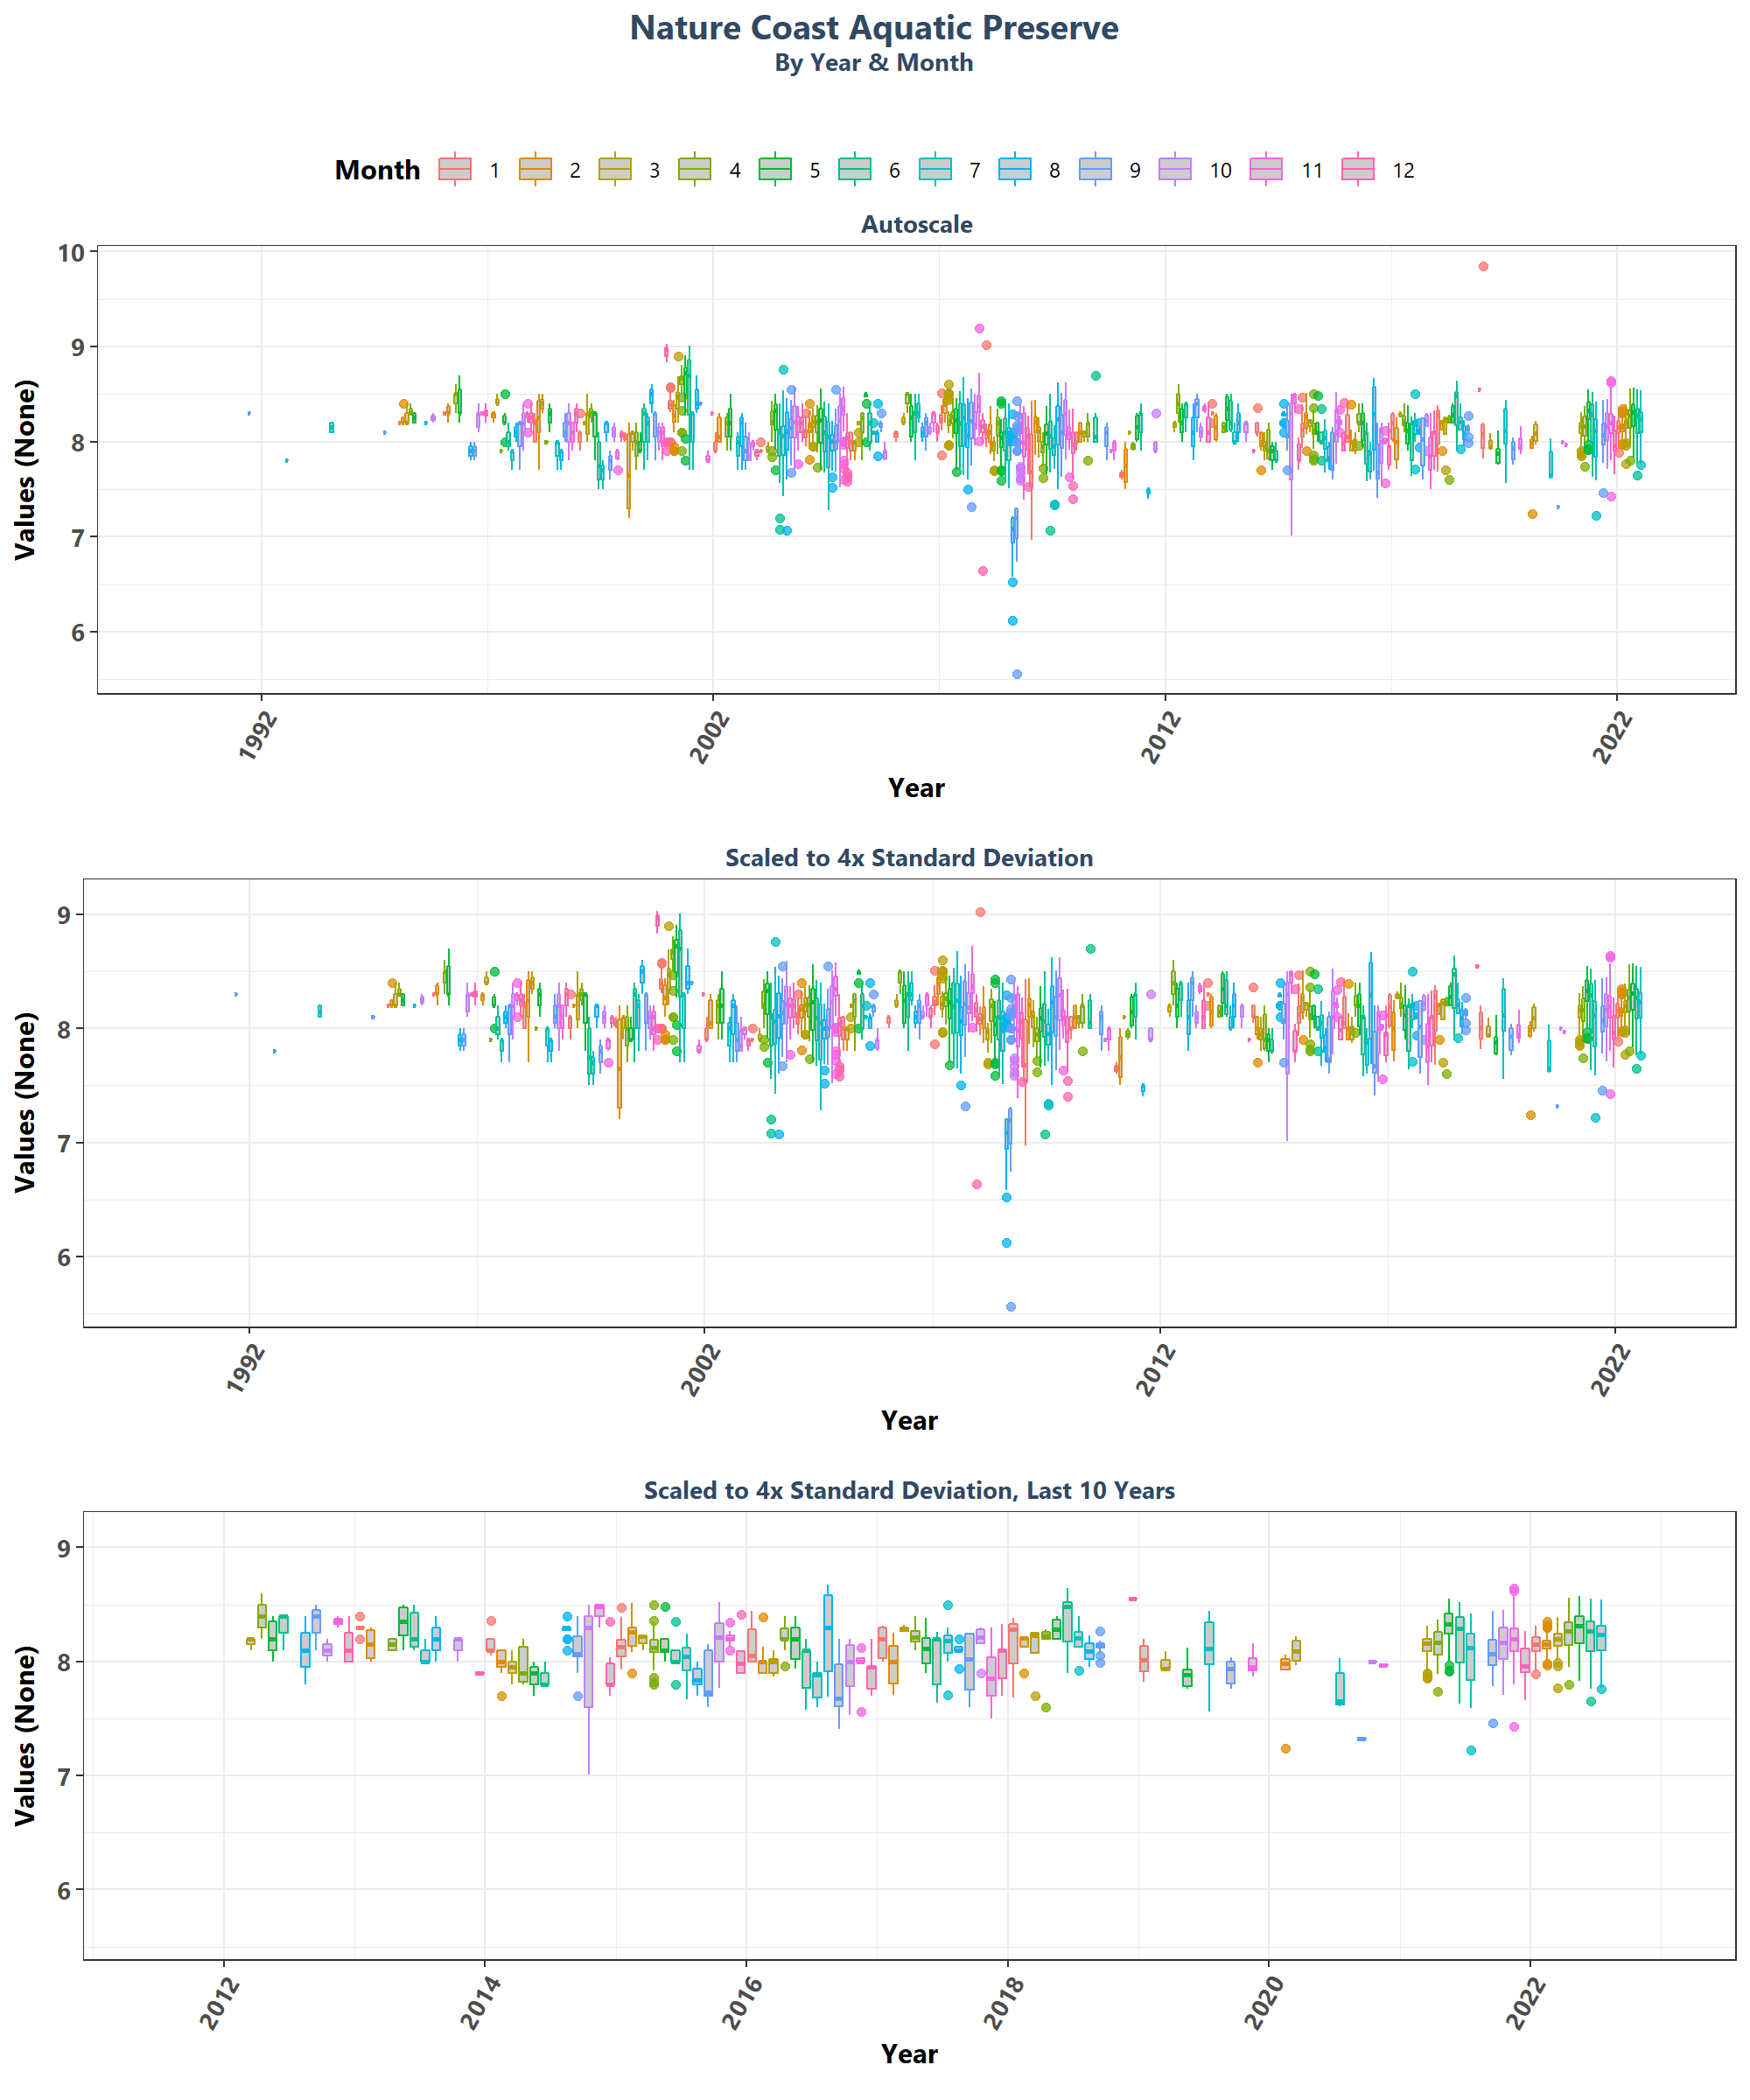 Nature Coast Aquatic Preserve
By Year & Month
Month 1 2 3 4 5 6 7 8 9 10 11 12
Autoscale
Values (None)
10
9
8
7
6
1992 2002 2012 2022
Year
Scaled to 4x Standard Deviation
Values (None)
9
8
7
6
1992 2002 2012 2022
Year
Scaled to 4x Standard Deviation, Last 10 Years
Values (None)
9
8
7
6
2012 2014 2016 2018 2020 2022
Year